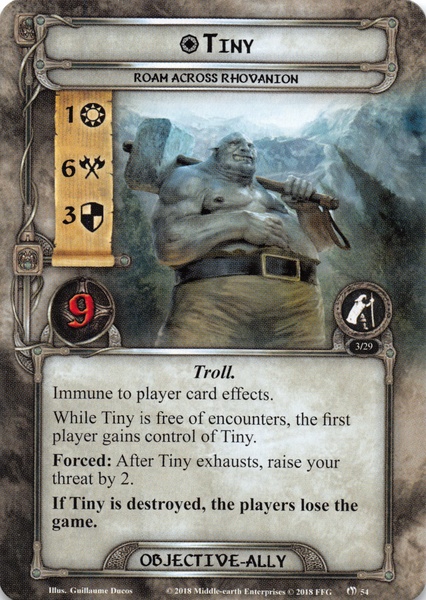 Tiny
ROAM ACROSS RHOVANION
1
6
3
9
3/29
Troll.
Immune to player card effects.
While Tiny is free of encounters, the first
player gains control of Tiny.
Forced: After Tiny exhausts, raise your
threat by 2.
If Tiny is destroyed, the players lose the
game.
OBJECTIVE-ALLY
Illus. Guillaume Ducos ©2018 Middle-earth Enterprises ©2018 FFG 54